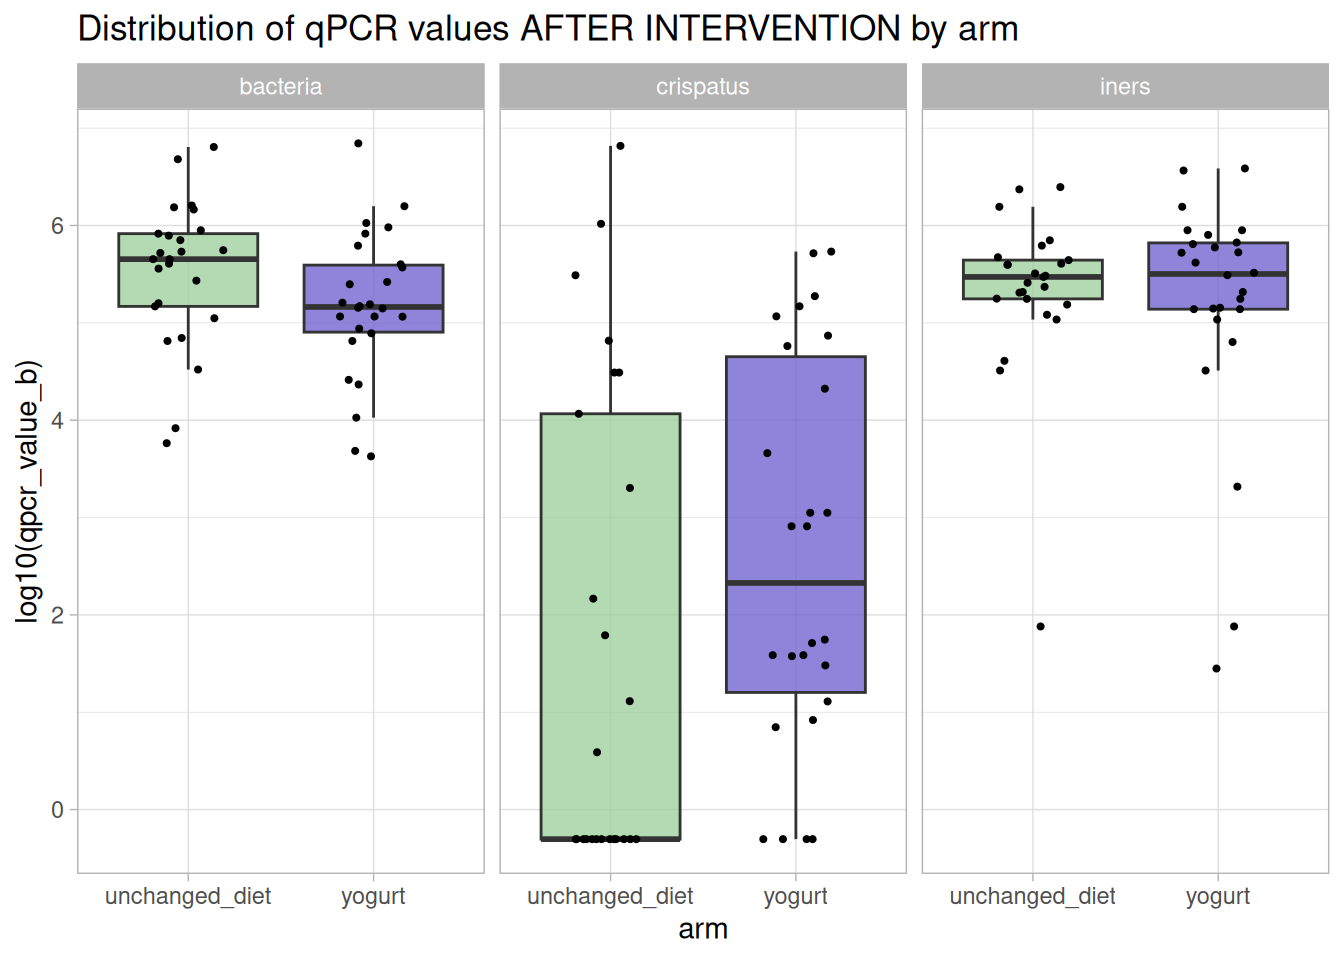 Distribution of qPCR values AFTER INTERVENTION by arm
bacteria
crispatus
iners
log10(qpcr_value_b)
6
4
2
0
unchanged_diet
yogurt
unchanged_diet
yogurt
unchanged_diet
yogurt
arm